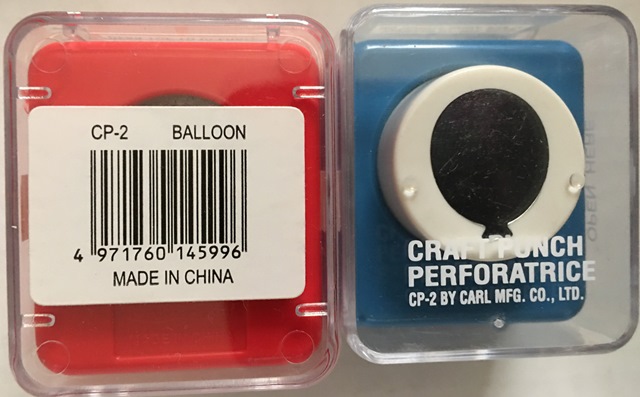 CP-2 BALLOON
4 971760 145996
MADE IN CHINA
CRAFT PUNCH
PERFORATRICE
CP-2 BY CARL MFG. CO., LTD.
OPEN HERE